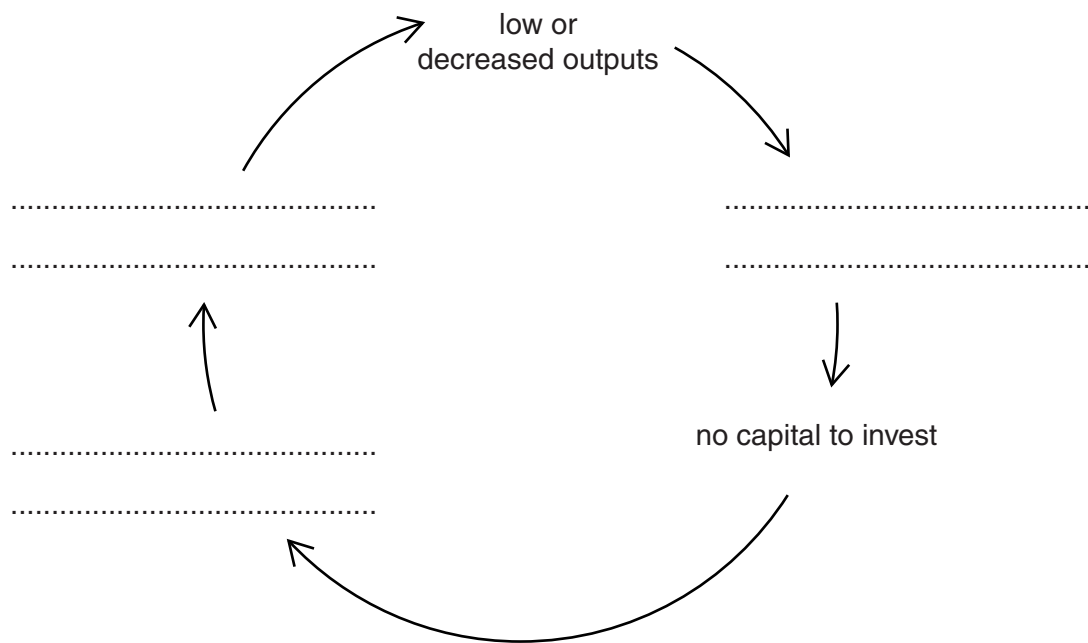 low or
decreased outputs
no capital to invest